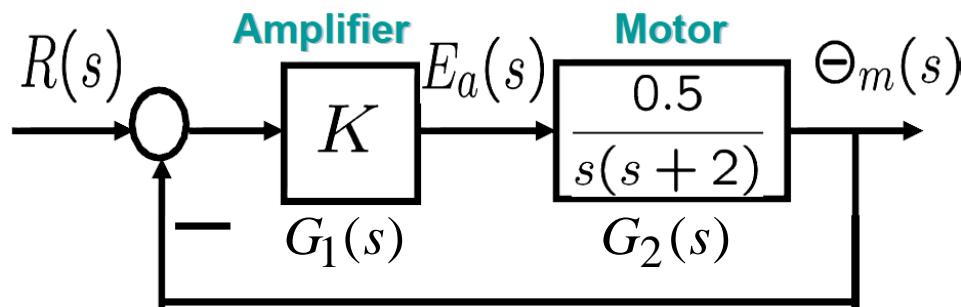 Amplifier
Motor
R(s)
K
E_a(s)
0.5
s(s + 2)
Θ_m(s)
−
G_1(s)
G_2(s)